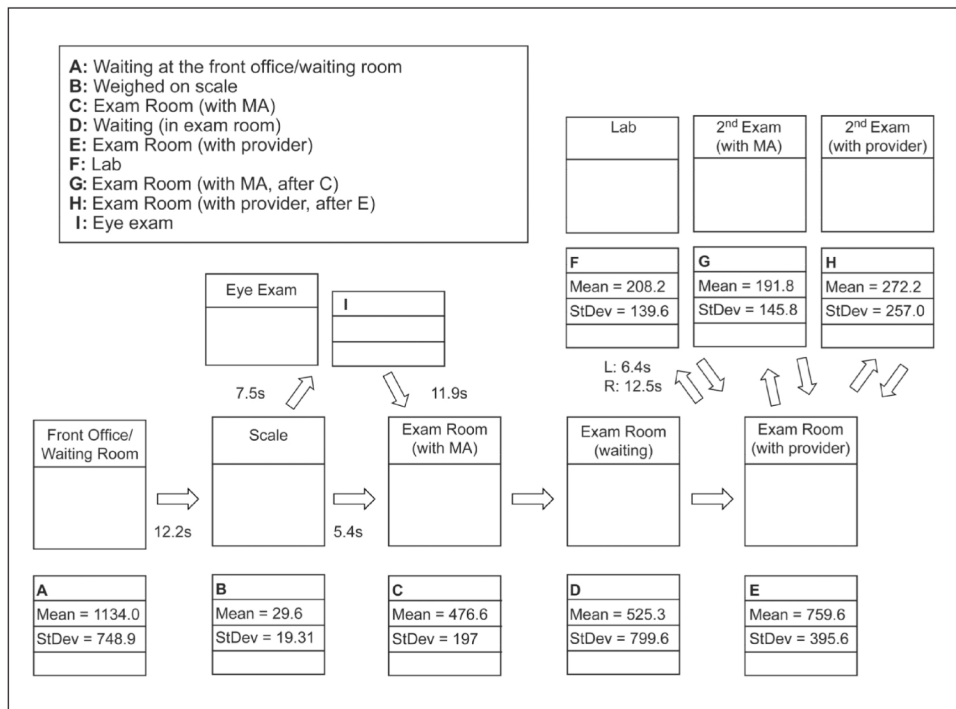 A: Waiting at the front office/waiting room
B: Weighed on scale
C: Exam Room (with MA)
D: Waiting (in exam room)
E: Exam Room (with provider)
F: Lab
G: Exam Room (with MA, after C)
H: Exam Room (with provider, after E)
I: Eye exam
Lab
2nd Exam
(with MA)
2nd Exam
(with provider)
F
Mean = 208.2
StDev = 139.6
G
Mean = 191.8
StDev = 145.8
H
Mean = 272.2
StDev = 257.0
Eye Exam
I
7.5s
11.9s
L: 6.4s
R: 12.5s
Front Office/
Waiting Room
Scale
Exam Room
(with MA)
Exam Room
(waiting)
Exam Room
(with provider)
12.2s
5.4s
A
Mean = 1134.0
StDev = 748.9
B
Mean = 29.6
StDev = 19.31
C
Mean = 476.6
StDev = 197
D
Mean = 525.3
StDev = 799.6
E
Mean = 759.6
StDev = 395.6